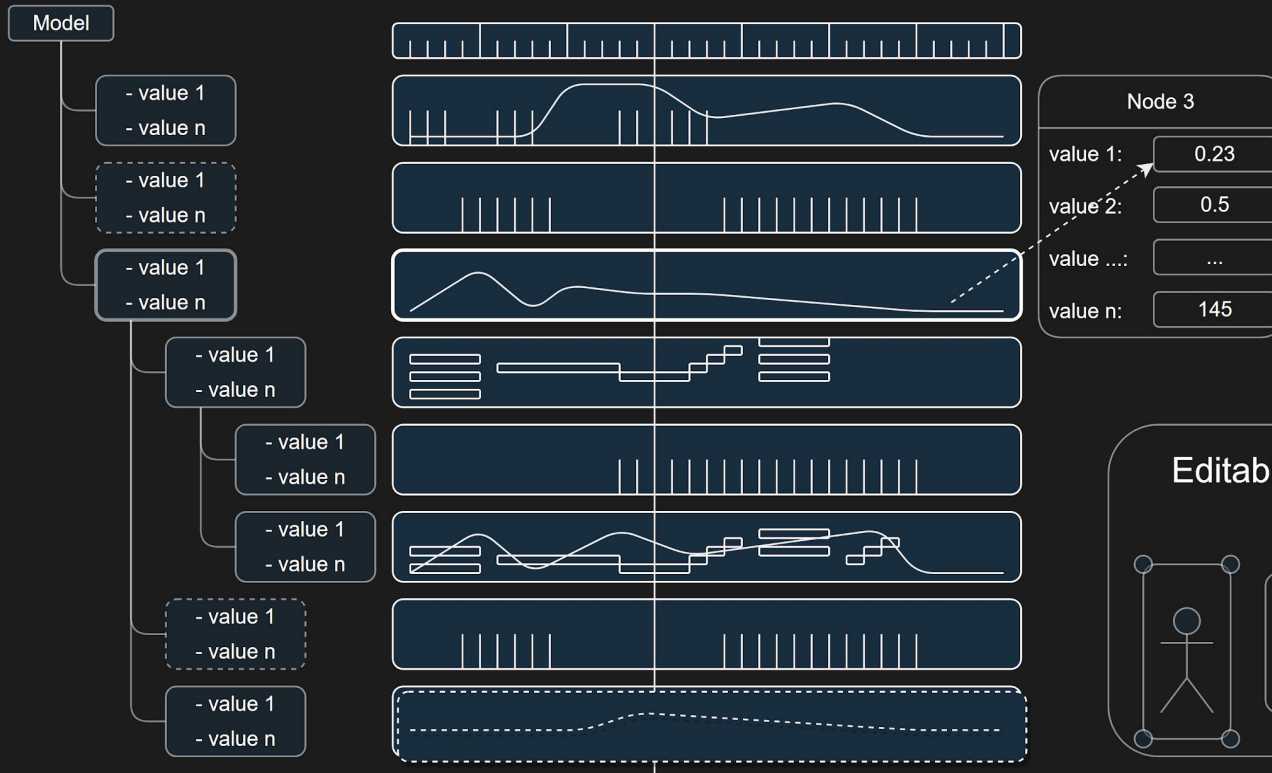 Model
- value 1
- value n
- value 1
- value n
- value 1
- value n
- value 1
- value n
- value 1
- value n
- value 1
- value n
- value 1
- value n
- value 1
- value n
Node 3
value 1: 0.23
value 2: 0.5
value ...: ...
value n: 145
Editab